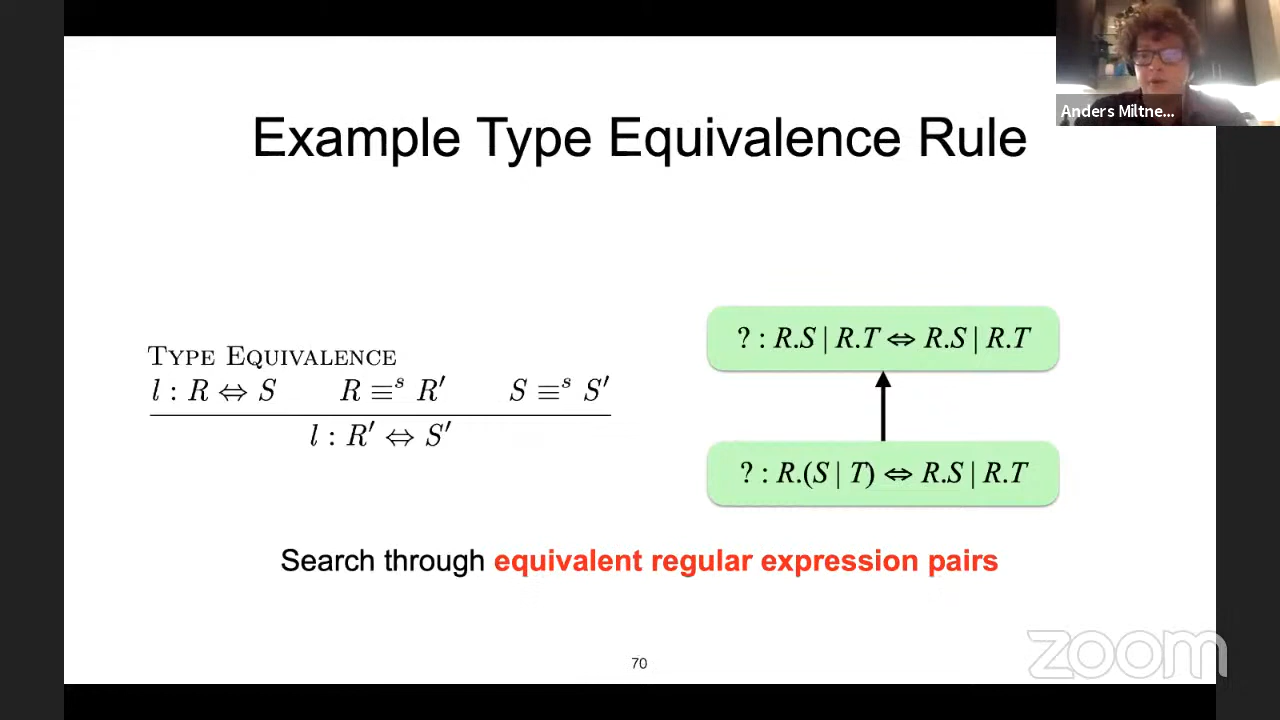 Anders Miltne...
Example Type Equivalence Rule
TYPE EQUIVALENCE
l : R ⇔ S R ≡ˢ R′ S ≡ˢ S′
l : R′ ⇔ S′
? : R.S | R.T ⇔ R.S | R.T
? : R.(S | T) ⇔ R.S | R.T
Search through equivalent regular expression pairs
70
zoom